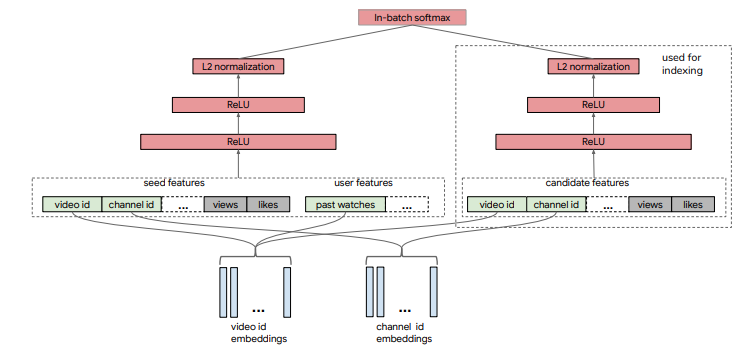 In-batch softmax
L2 normalization
L2 normalization
used for
indexing
ReLU
ReLU
ReLU
ReLU
seed features
user features
candidate features
video id channel id ... views likes
past watches ...
video id channel id ... views likes
...
...
video id
embeddings
channel id
embeddings